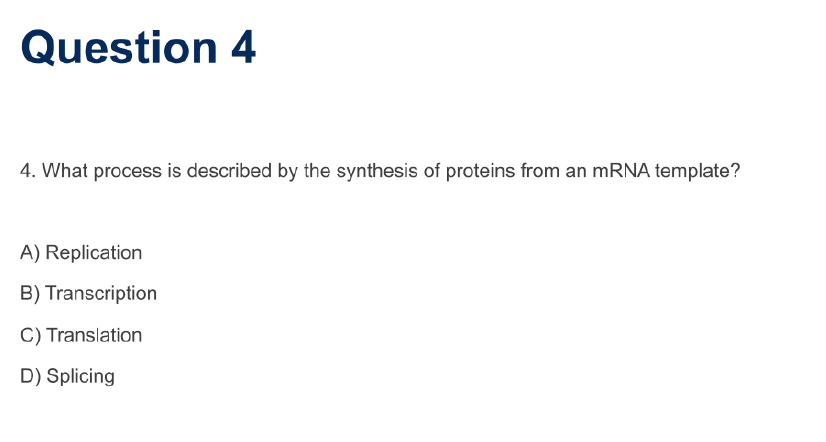 Question 4
4. What process is described by the synthesis of proteins from an mRNA template?
A) Replication
B) Transcription
C) Translation
D) Splicing